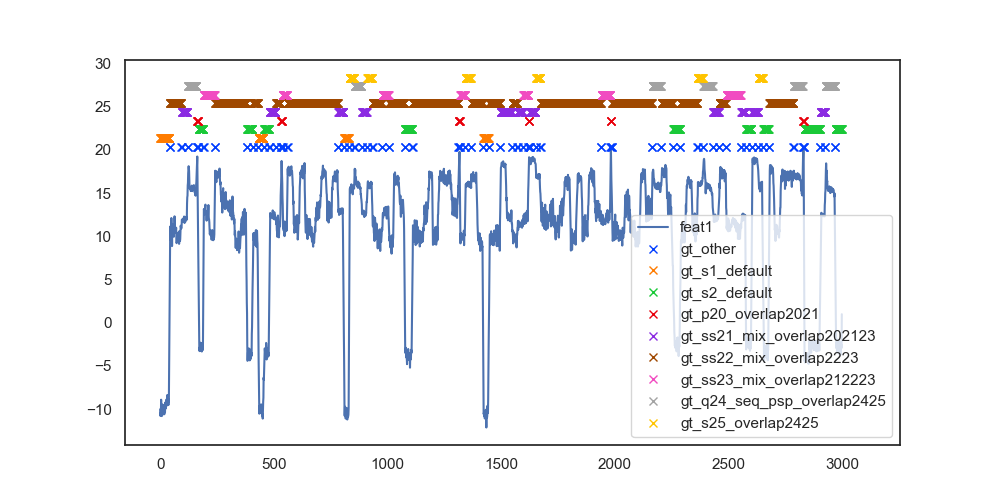 30
25
20
15
10
5
0
−5
−10
0 500 1000 1500 2000 2500 3000
feat1
gt_other
gt_s1_default
gt_s2_default
gt_p20_overlap2021
gt_ss21_mix_overlap202123
gt_ss22_mix_overlap2223
gt_ss23_mix_overlap212223
gt_q24_seq_psp_overlap2425
gt_s25_overlap2425